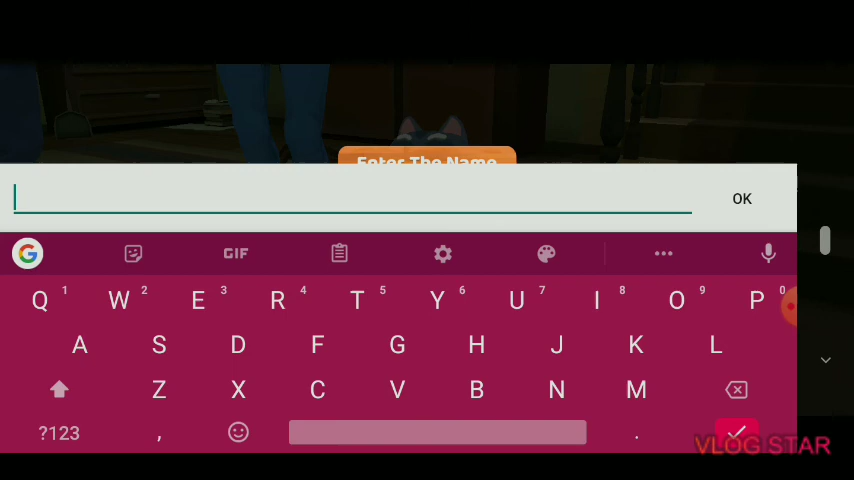 Enter The Name
OK
G GIF
Q 1 W 2 E 3 R 4 T 5 Y 6 U 7 I 8 O 9 P 0
A S D F G H J K L
Z X C V B N M
?123 , .
VLOG STAR